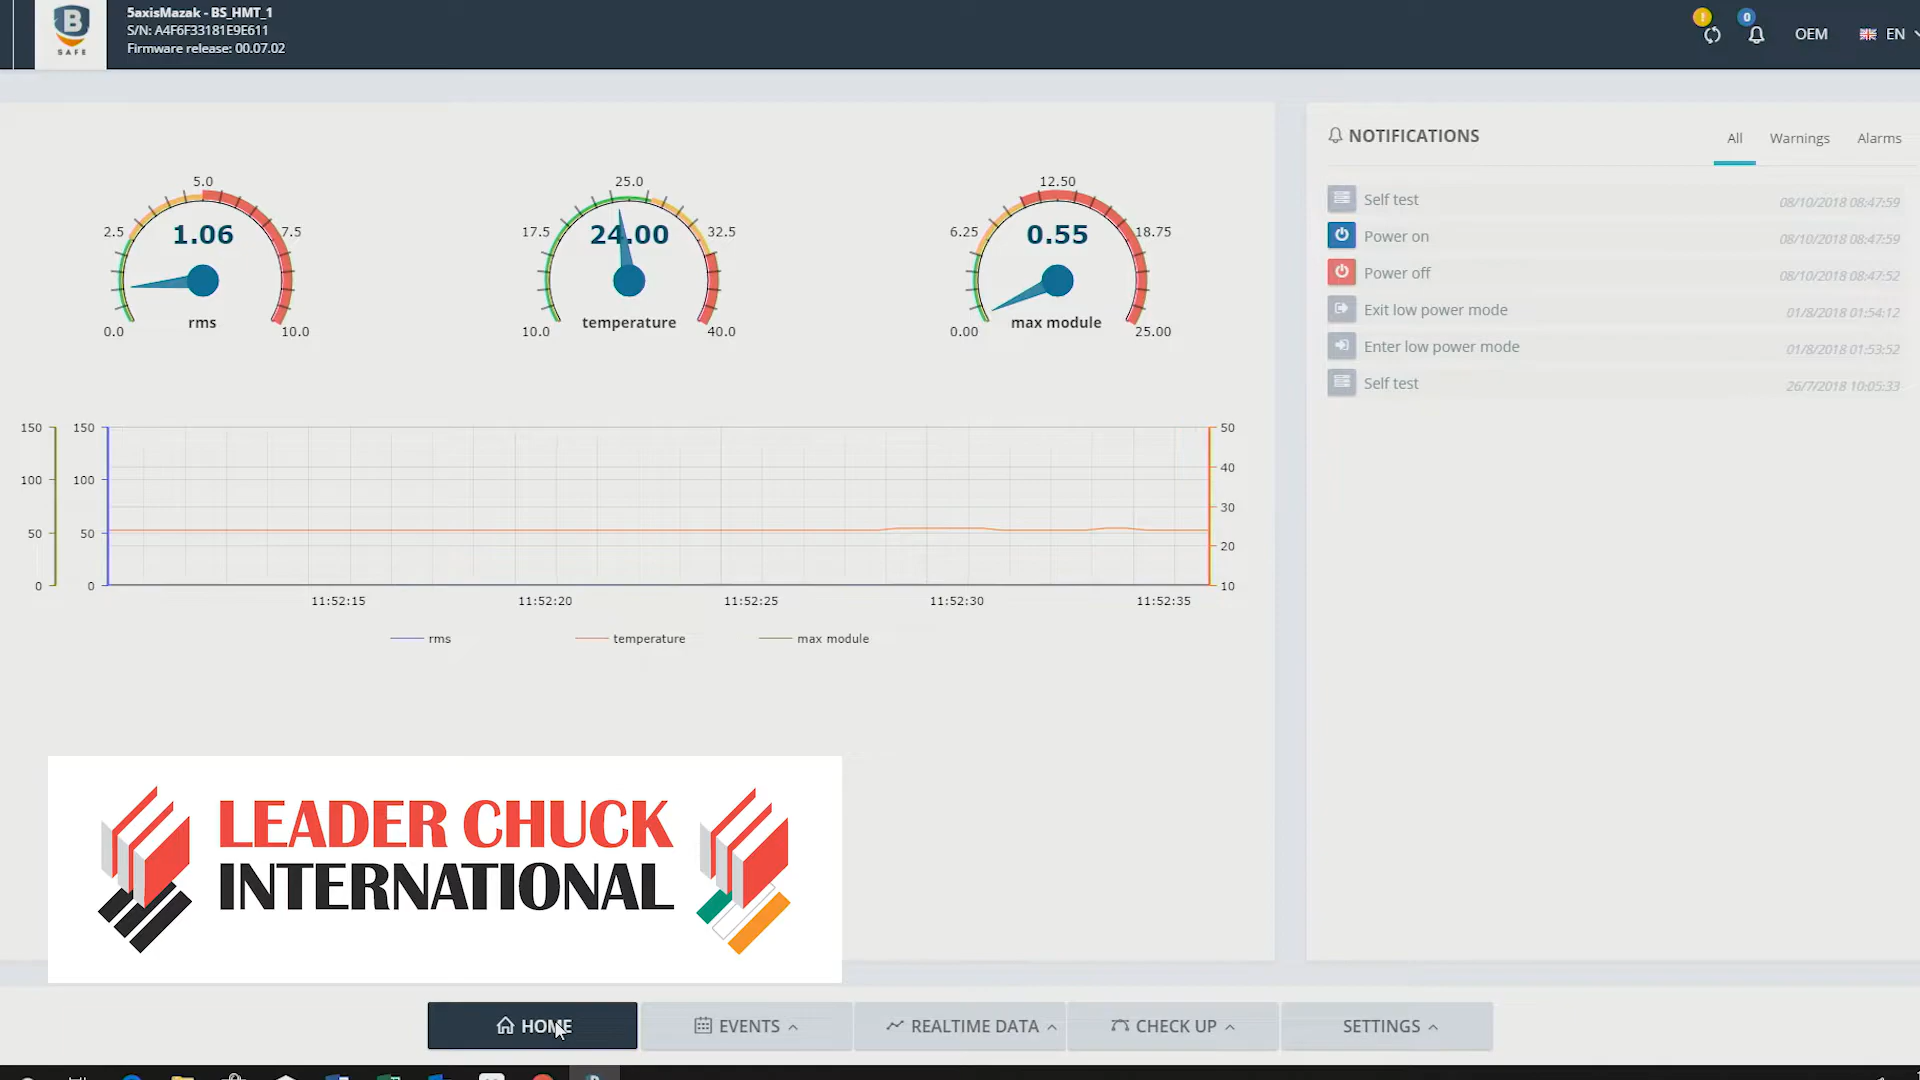 B
SAFE
5axisMazak - BS_HMT_1
S/N: A4F6F33181E9E611
Firmware release: 00.07.02
!
0
OEM
EN
5.0
2.5
1.06
7.5
0.0
rms
10.0
25.0
17.5
24.00
32.5
10.0
temperature
40.0
12.50
6.25
0.55
18.75
0.00
max module
25.00
NOTIFICATIONS
All
Warnings
Alarms
Self test
08/10/2018 08:47:59
Power on
08/10/2018 08:47:59
Power off
08/10/2018 08:47:52
Exit low power mode
01/8/2018 01:54:12
Enter low power mode
01/8/2018 01:53:52
Self test
26/7/2018 10:05:33
150 150 50
40
100 100
30
50 50
20
0 0 10
11:52:15 11:52:20 11:52:25 11:52:30 11:52:35
rms temperature max module
LEADER CHUCK
INTERNATIONAL
HOME
EVENTS
REALTIME DATA
CHECK UP
SETTINGS